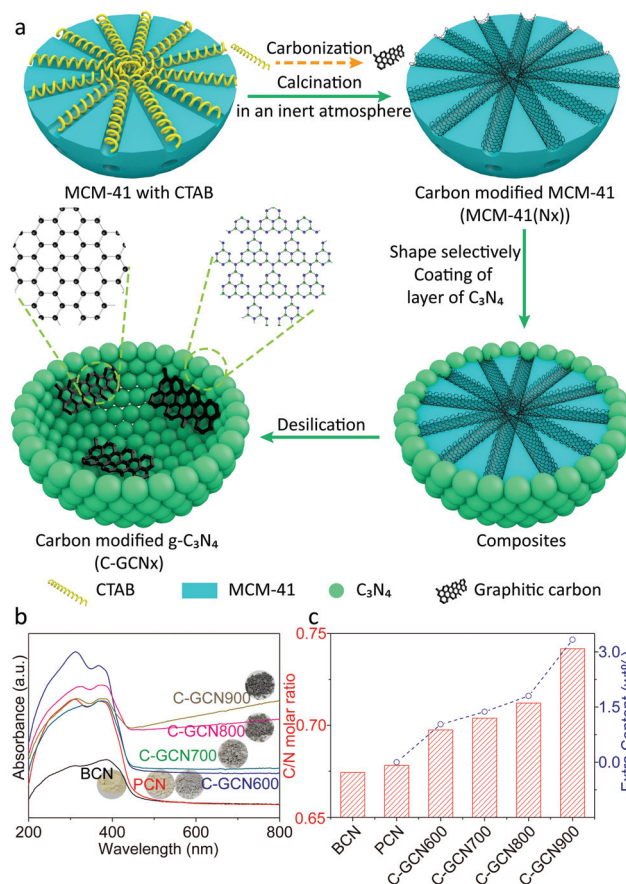 a
Carbonization
Calcination
in an inert atmosphere
MCM-41 with CTAB
Carbon modified MCM-41
(MCM-41(Nx))
Shape selectively
Coating of
layer of C₃N₄
Desilication
Carbon modified g-C₃N₄
(C-GCNx)
Composites
CTAB
MCM-41
C₃N₄
Graphitic carbon
b
Absorbance (a.u.)
C-GCN900
C-GCN800
C-GCN700
BCN
PCN
C-GCN600
200 400 600 800
Wavelength (nm)
c
C/N molar ratio
0.75
0.70
0.65
3.0
1.5
0.0
Extra Content (wt%)
BCN
PCN
C-GCN600
C-GCN700
C-GCN800
C-GCN900